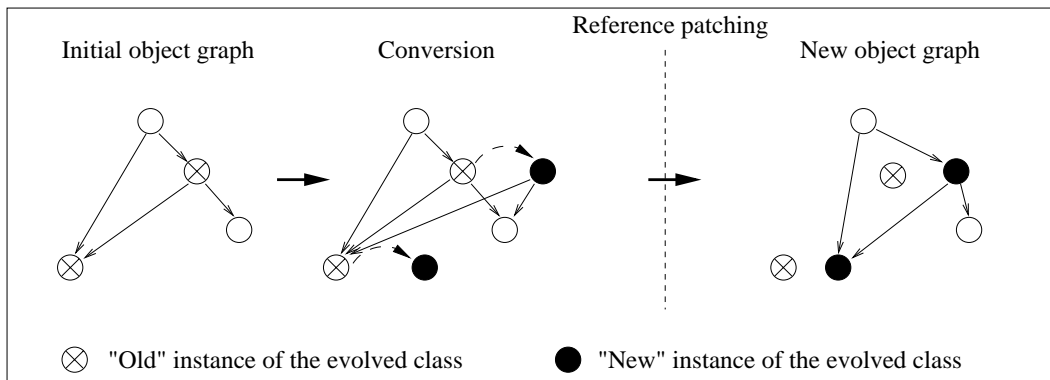 Reference patching
Initial object graph
Conversion
New object graph
"Old" instance of the evolved class
"New" instance of the evolved class